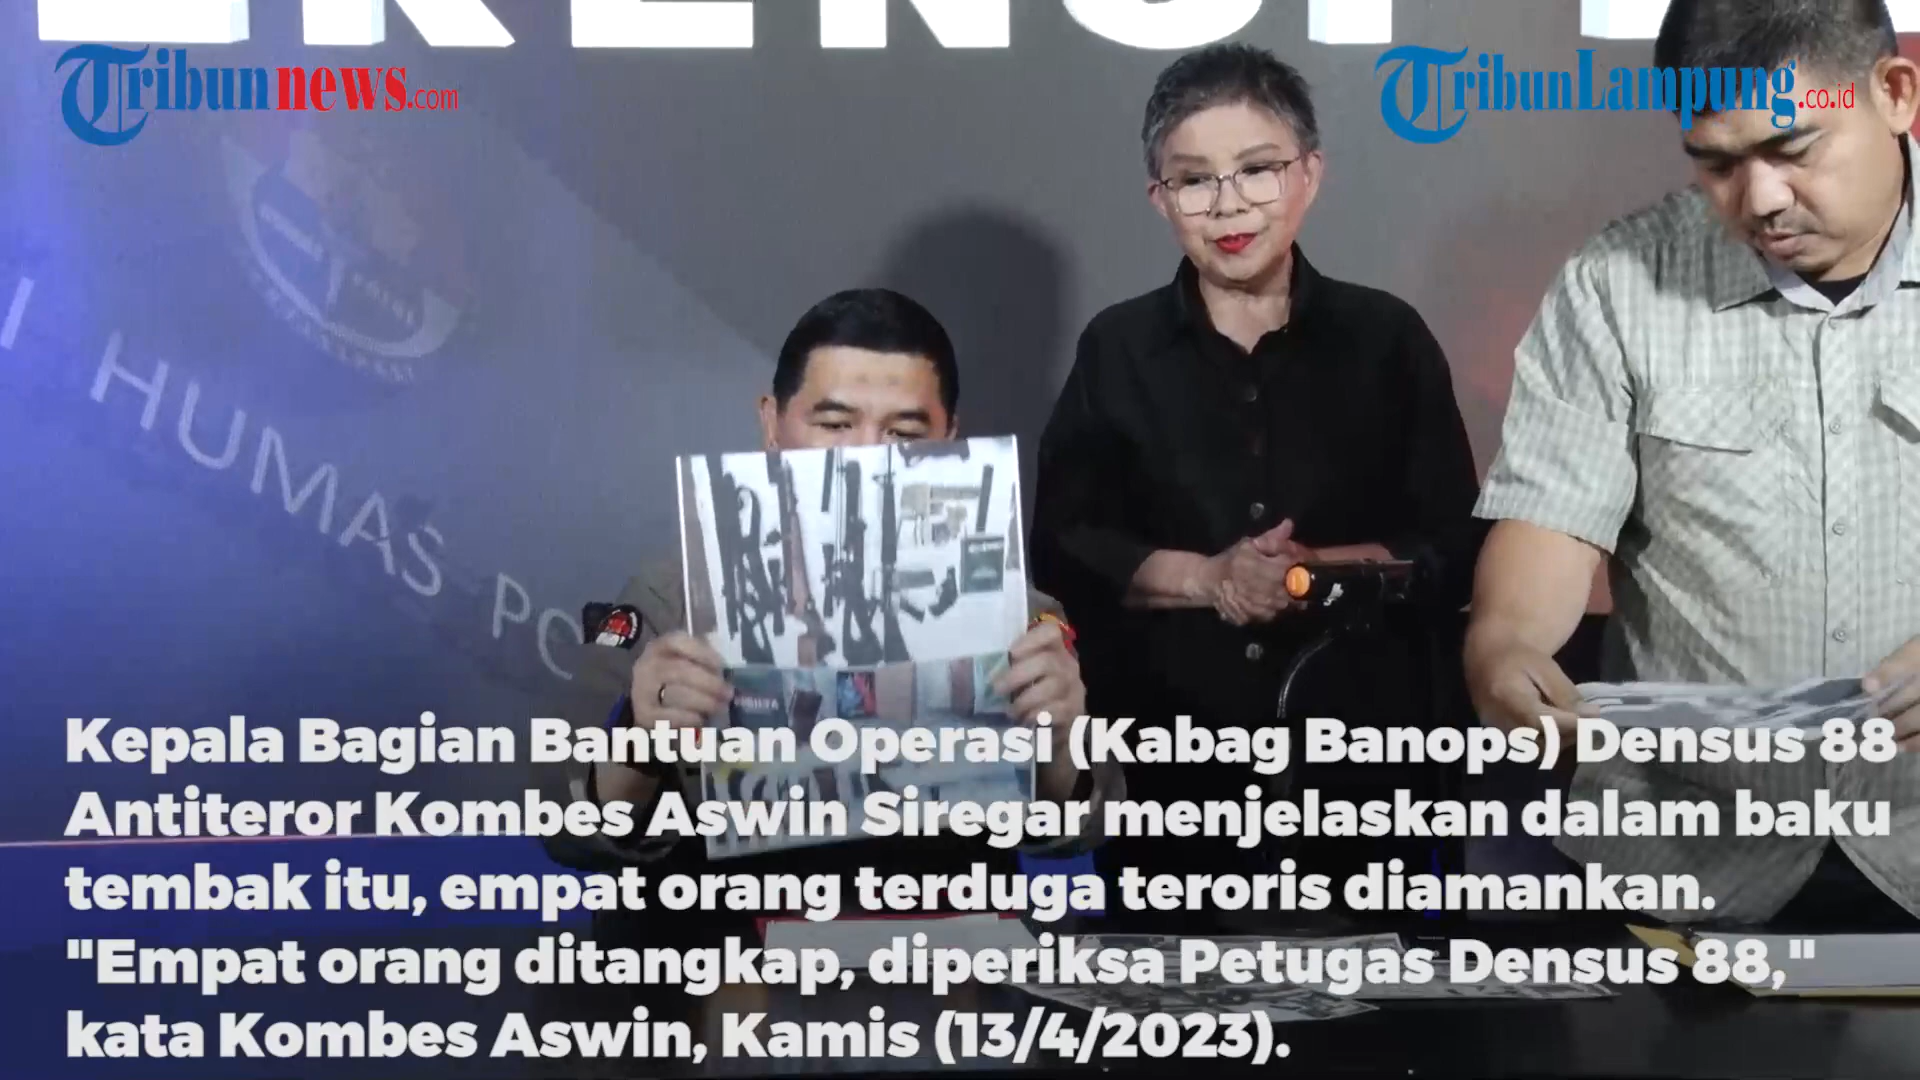 Tribunnews.com
TribunLampung.co.id
I HUMAS PO
Kepala Bagian Bantuan Operasi (Kabag Banops) Densus 88
Antiteror Kombes Aswin Siregar menjelaskan dalam baku
tembak itu, empat orang terduga teroris diamankan.
"Empat orang ditangkap, diperiksa Petugas Densus 88,"
kata Kombes Aswin, Kamis (13/4/2023).